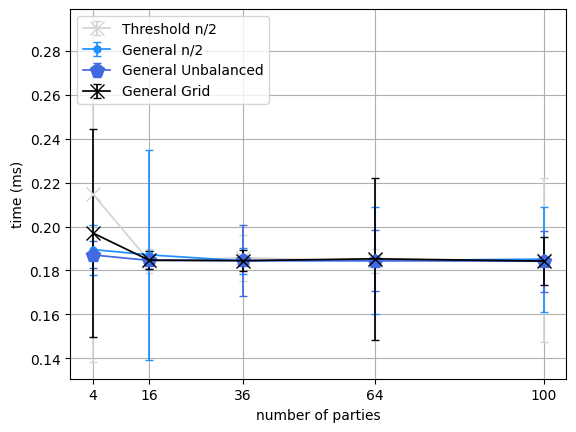 Threshold n/2
General n/2
General Unbalanced
General Grid
0.28
0.26
0.24
0.22
0.20
0.18
0.16
0.14
time (ms)
4 16 36 64 100
number of parties